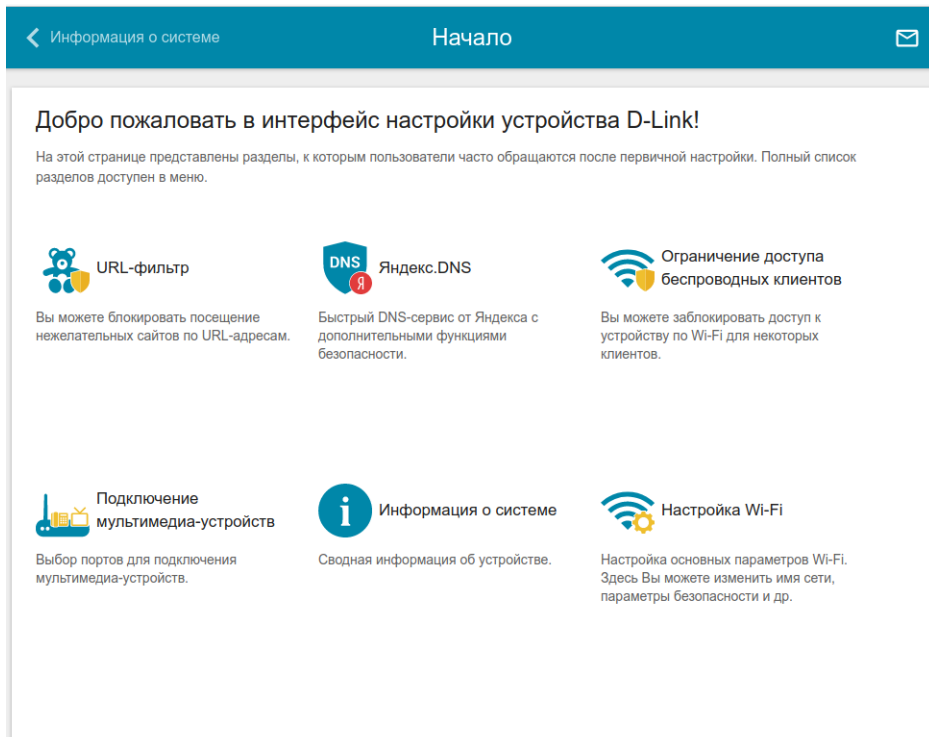 Информация о системе
Начало
Добро пожаловать в интерфейс настройки устройства D-Link!
На этой странице представлены разделы, к которым пользователи часто обращаются после первичной настройки. Полный список
разделов доступен в меню.
URL-фильтр
Вы можете блокировать посещение
нежелательных сайтов по URL-адресам.
DNS
Я
Яндекс.DNS
Быстрый DNS-сервис от Яндекса с
дополнительными функциями
безопасности.
Ограничение доступа
беспроводных клиентов
Вы можете заблокировать доступ к
устройству по Wi-Fi для некоторых
клиентов.
Подключение
мультимедиа-устройств
Выбор портов для подключения
мультимедиа-устройств.
i
Информация о системе
Сводная информация об устройстве.
Настройка Wi-Fi
Настройка основных параметров Wi-Fi.
Здесь Вы можете изменить имя сети,
параметры безопасности и др.